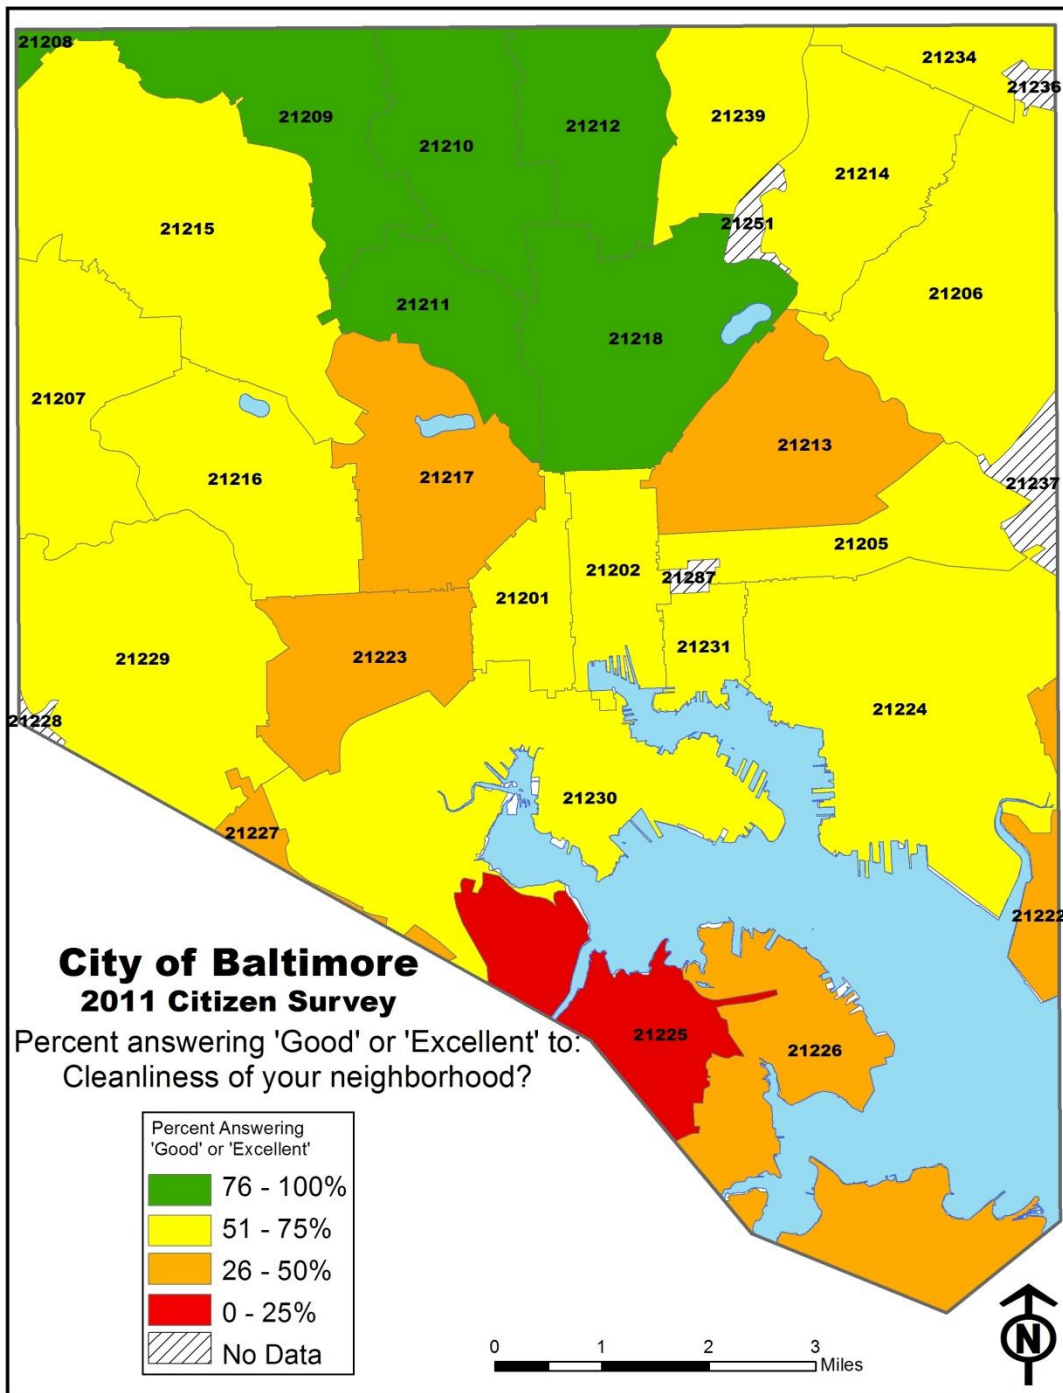 21208
21234
21236
21209
21239
21212
21210
21214
21251
21215
21206
21211
21218
21207
21213
21216
21217
21237
21205
21202
21287
21201
21231
21229
21223
21224
21228
21230
21227
21222
City of Baltimore
2011 Citizen Survey
Percent answering 'Good' or 'Excellent' to:
Cleanliness of your neighborhood?
21225
21226
Percent Answering
'Good' or 'Excellent'
76 - 100%
51 - 75%
26 - 50%
0 - 25%
No Data
0 1 2 3
Miles
N